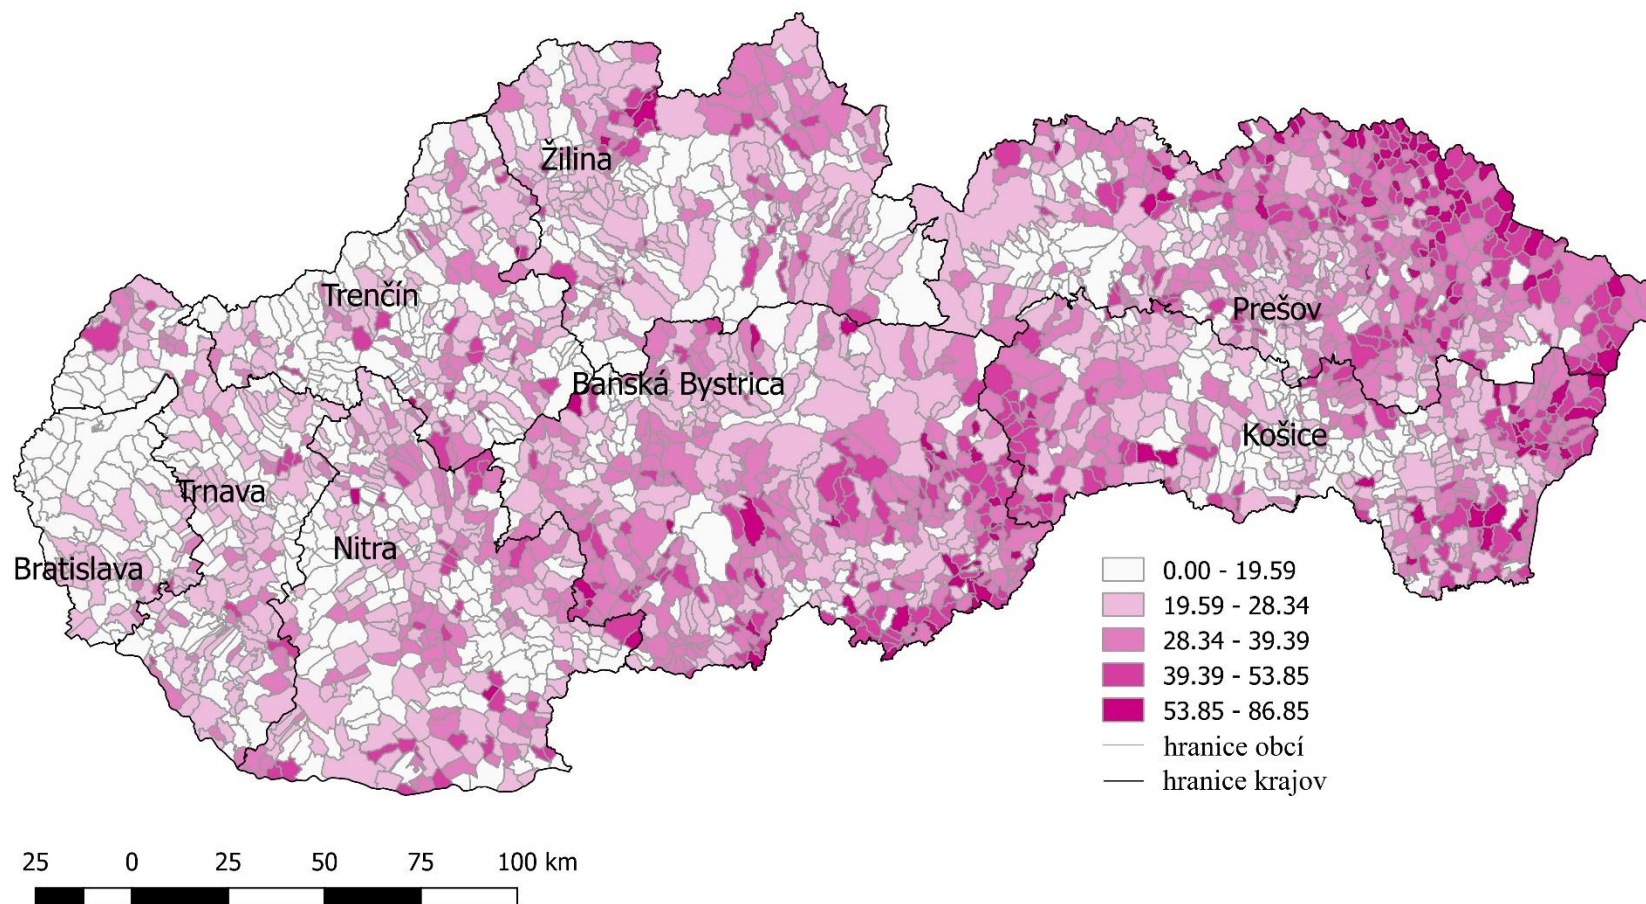 Žilina
Trenčín
Prešov
Banská Bystrica
Košice
Trnava
Nitra
Bratislava
0.00 - 19.59
19.59 - 28.34
28.34 - 39.39
39.39 - 53.85
53.85 - 86.85
hranice obcí
hranice krajov
25 0 25 50 75 100 km